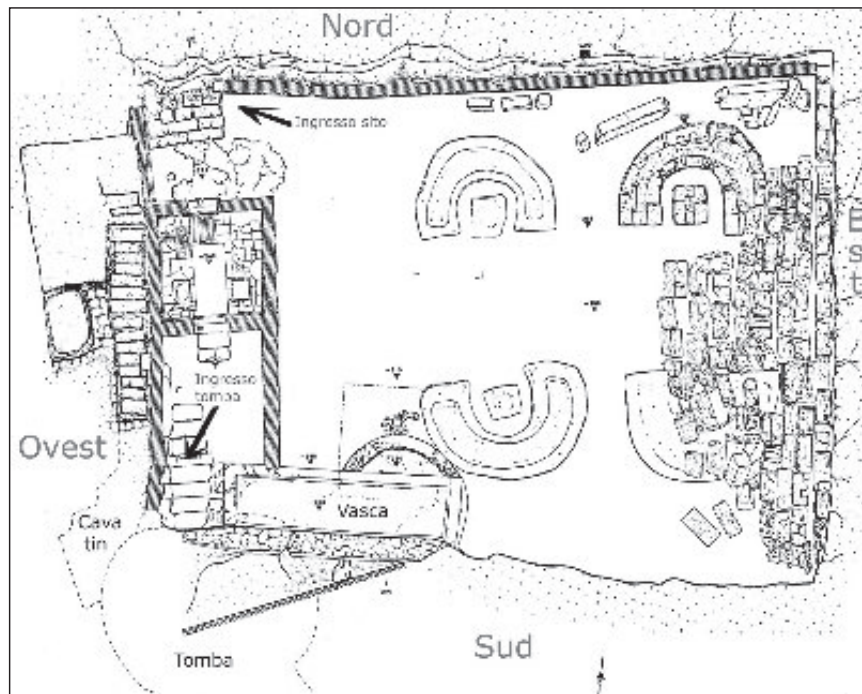 Nord
Ingresso sito
E
s
t
Ingresso
tomba
Ovest
Vasca
Cava
tin
Tomba
Sud